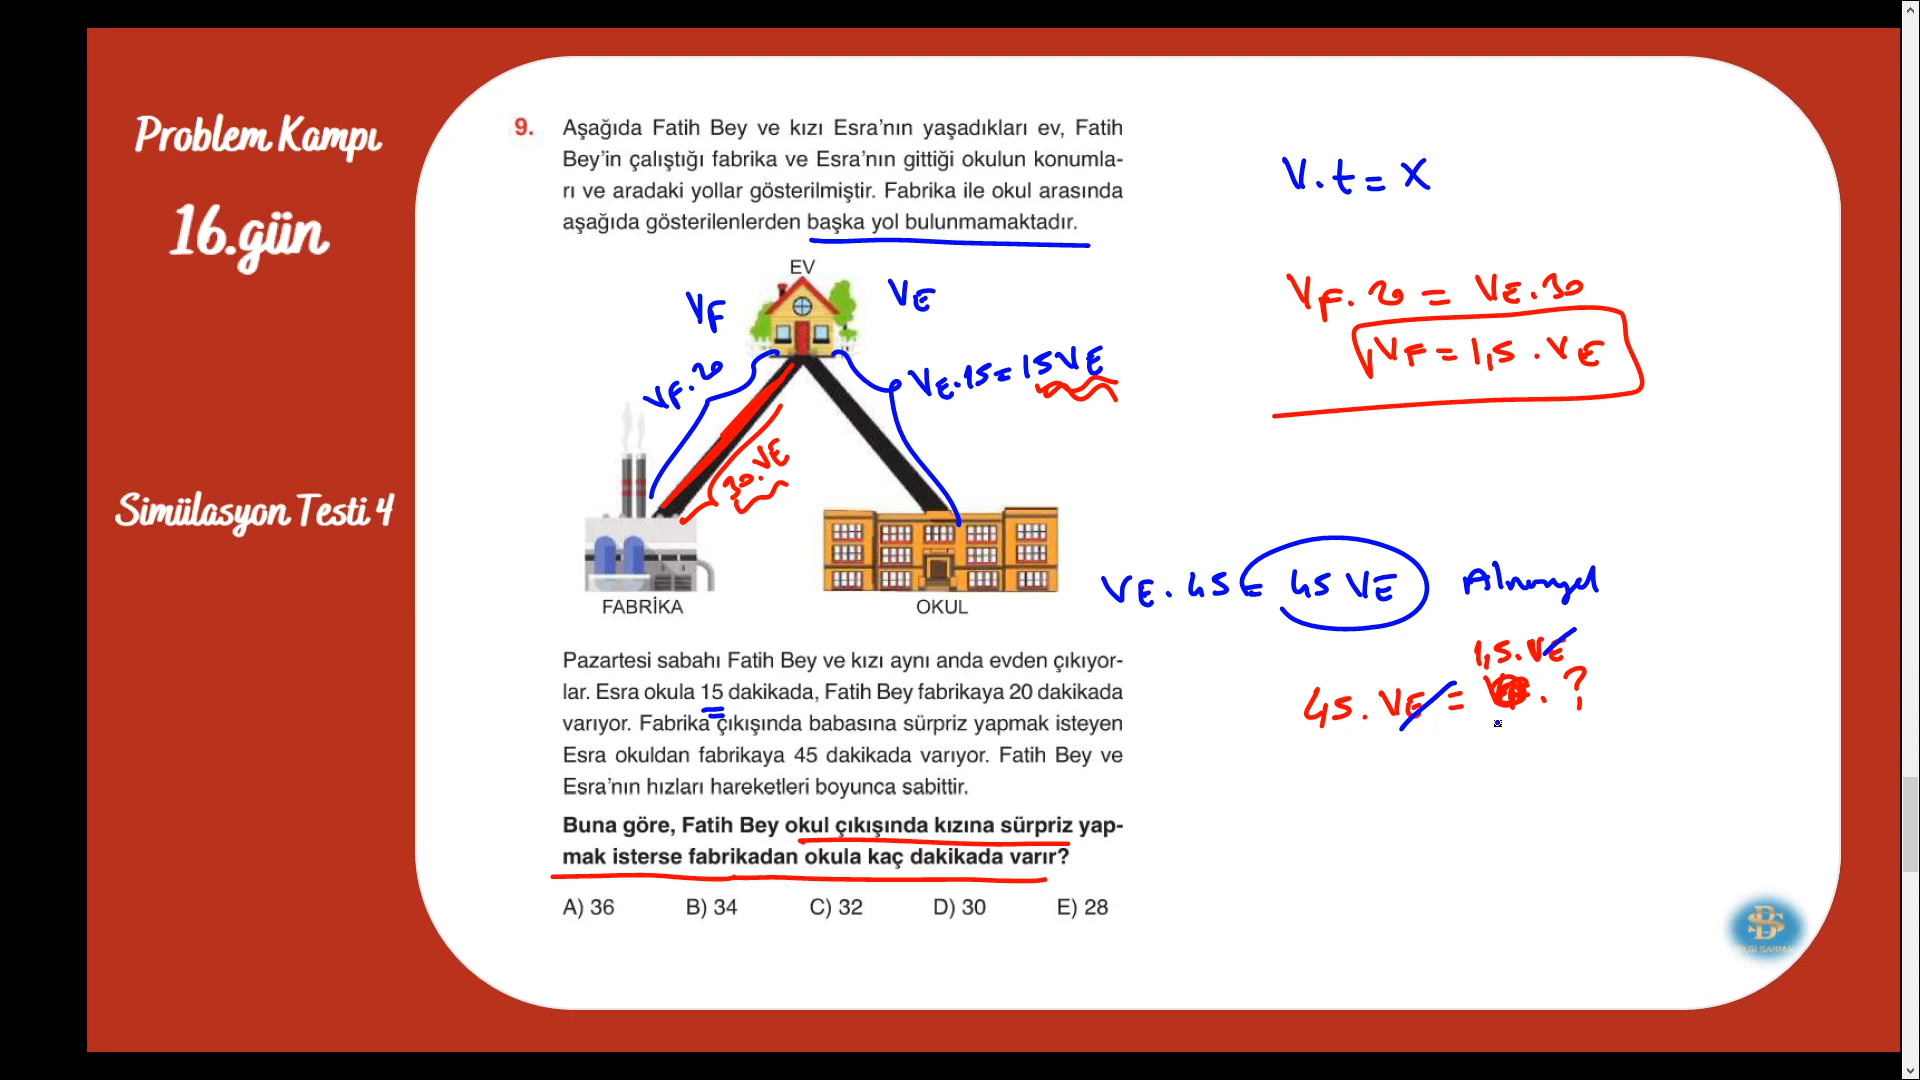 Problem Kampı
16.gün
Simülasyon Testi 4
9. Aşağıda Fatih Bey ve kızı Esra'nın yaşadıkları ev, Fatih
Bey'in çalıştığı fabrika ve Esra'nın gittiği okulun konumla-
rı ve aradaki yollar gösterilmiştir. Fabrika ile okul arasında
aşağıda gösterilenlerden başka yol bulunmamaktadır.
EV
VF
VE
VF.20
VE.15=15VE
30.VE
FABRİKA
OKUL
Pazartesi sabahı Fatih Bey ve kızı aynı anda evden çıkıyor-
lar. Esra okula 15 dakikada, Fatih Bey fabrikaya 20 dakikada
varıyor. Fabrika çıkışında babasına sürpriz yapmak isteyen
Esra okuldan fabrikaya 45 dakikada varıyor. Fatih Bey ve
Esra'nın hızları hareketleri boyunca sabittir.
Buna göre, Fatih Bey okul çıkışında kızına sürpriz yap-
mak isterse fabrikadan okula kaç dakikada varır?
A) 36 B) 34 C) 32 D) 30 E) 28
V.t = X
VF.20 = VE.30
VF = 1,5.VE
VE.45 = 45 VE
1,5.VE
45.VE = . ?